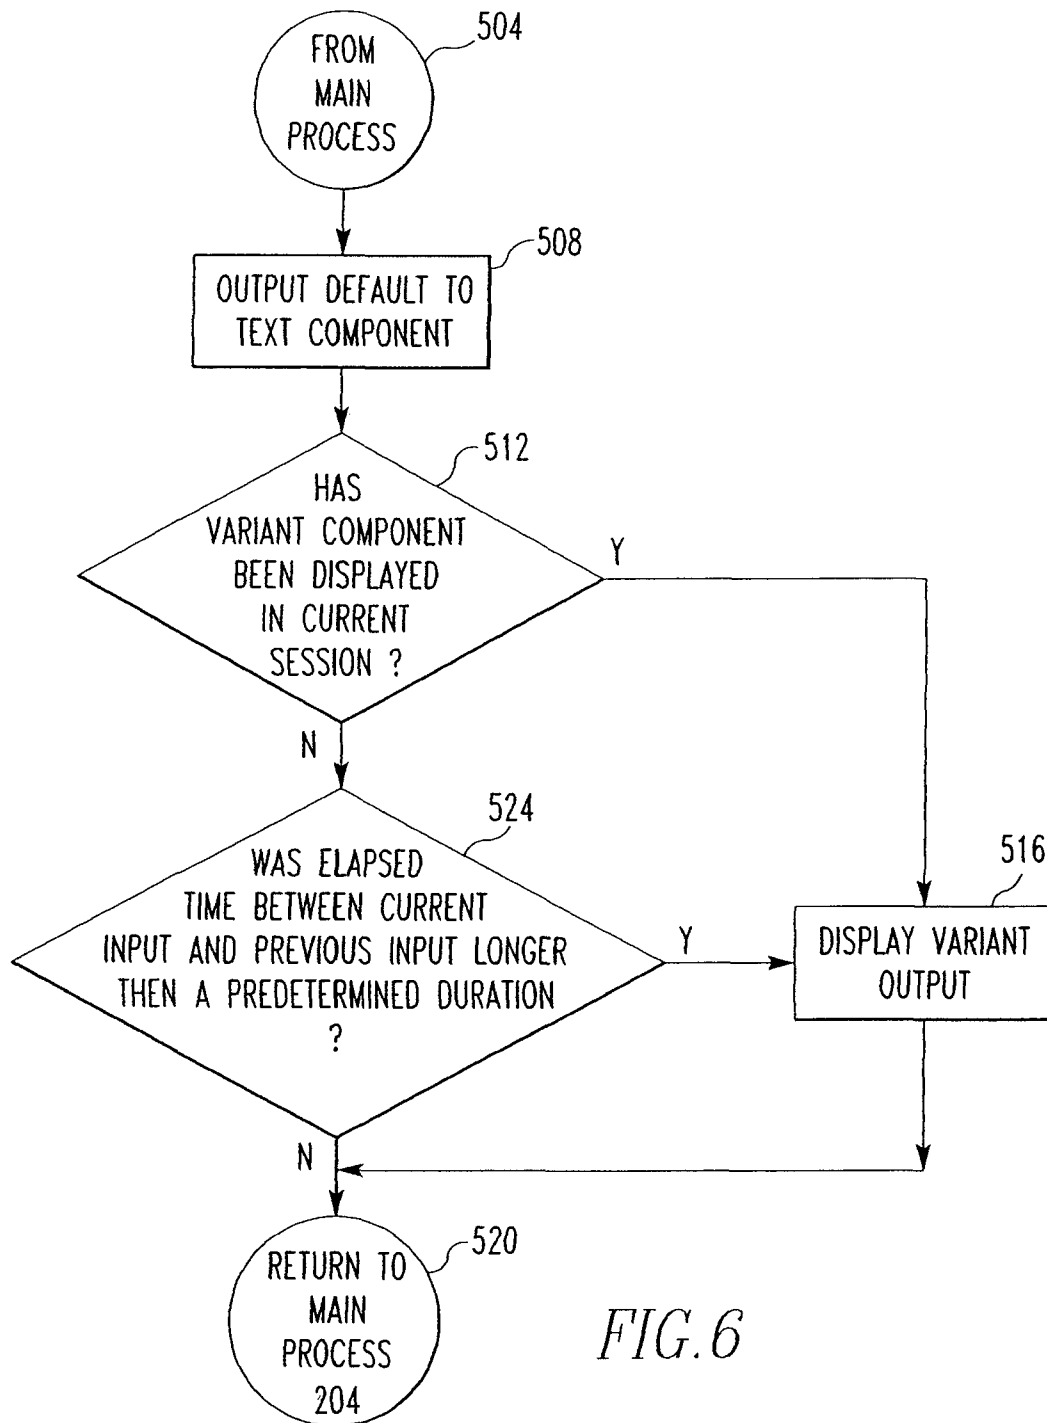 504
FROM
MAIN
PROCESS
508
OUTPUT DEFAULT TO
TEXT COMPONENT
512
HAS
VARIANT COMPONENT
BEEN DISPLAYED
IN CURRENT
SESSION ?
Y
N
524
WAS ELAPSED
TIME BETWEEN CURRENT
INPUT AND PREVIOUS INPUT LONGER
THEN A PREDETERMINED DURATION
?
Y
516
DISPLAY VARIANT
OUTPUT
N
520
RETURN TO
MAIN
PROCESS
204
FIG.6